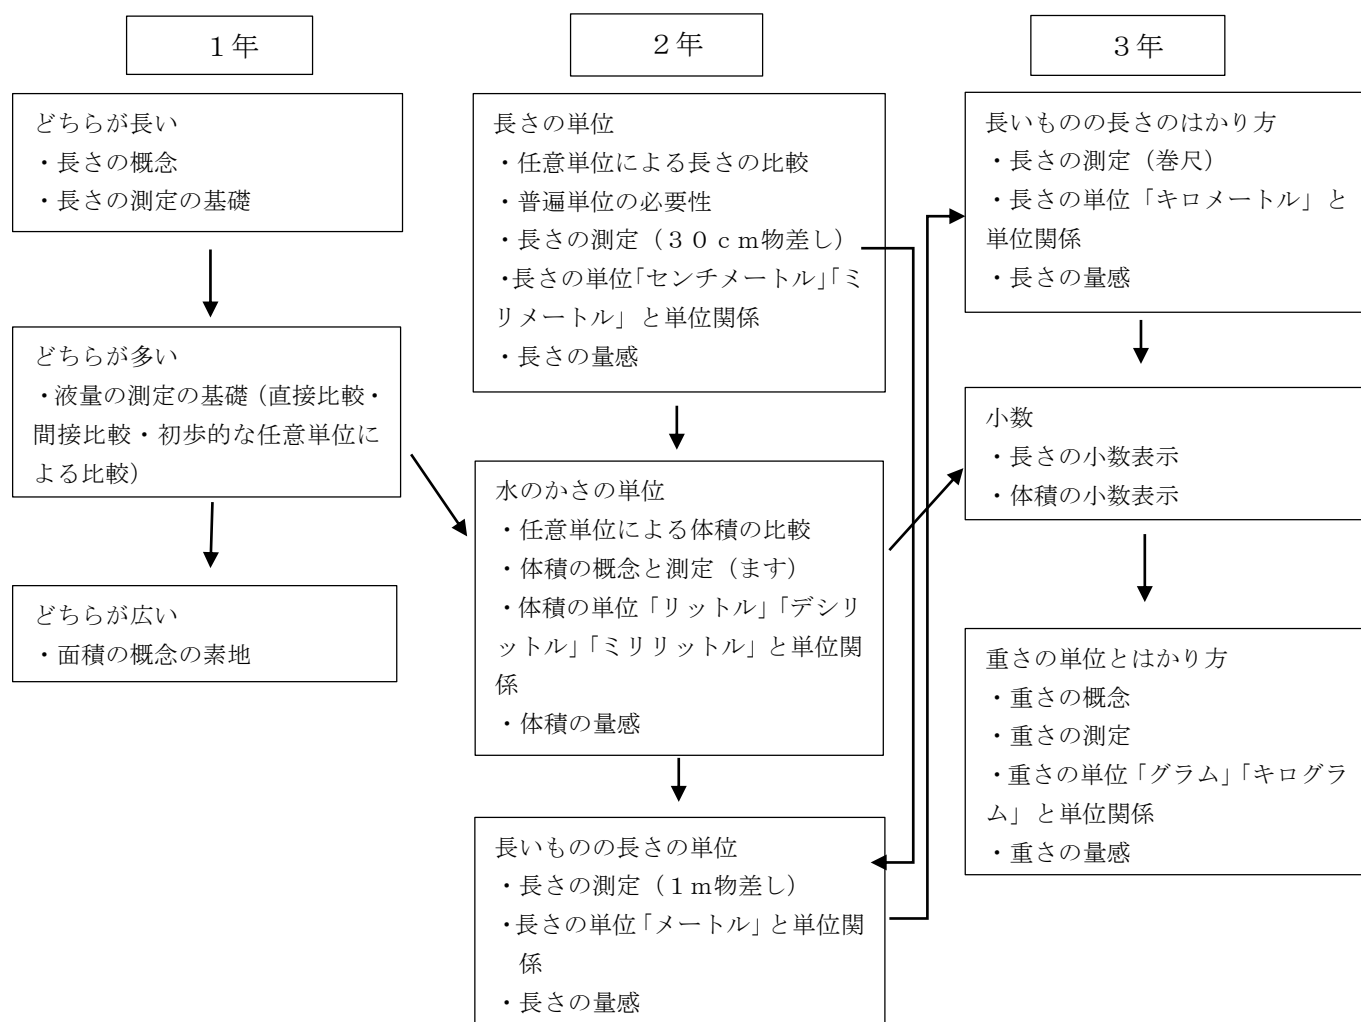 １年
どちらが長い
・長さの概念
・長さの測定の基礎
どちらが多い
・液量の測定の基礎（直接比較・
間接比較・初歩的な任意単位に
よる比較）
どちらが広い
・面積の概念の素地
２年
長さの単位
・任意単位による長さの比較
・普遍単位の必要性
・長さの測定（３０ｃｍ物差し）
・長さの単位「センチメートル」「ミ
リメートル」と単位関係
・長さの量感
水のかさの単位
・任意単位による体積の比較
・体積の概念と測定（ます）
・体積の単位「リットル」「デシリ
ットル」「ミリリットル」と単位関
係
・体積の量感
長いものの長さの単位
・長さの測定（１ｍ物差し）
・長さの単位「メートル」と単位関
係
・長さの量感
３年
長いものの長さのはかり方
・長さの測定（巻尺）
・長さの単位「キロメートル」と
単位関係
・長さの量感
小数
・長さの小数表示
・体積の小数表示
重さの単位とはかり方
・重さの概念
・重さの測定
・重さの単位「グラム」「キログラ
ム」と単位関係
・重さの量感